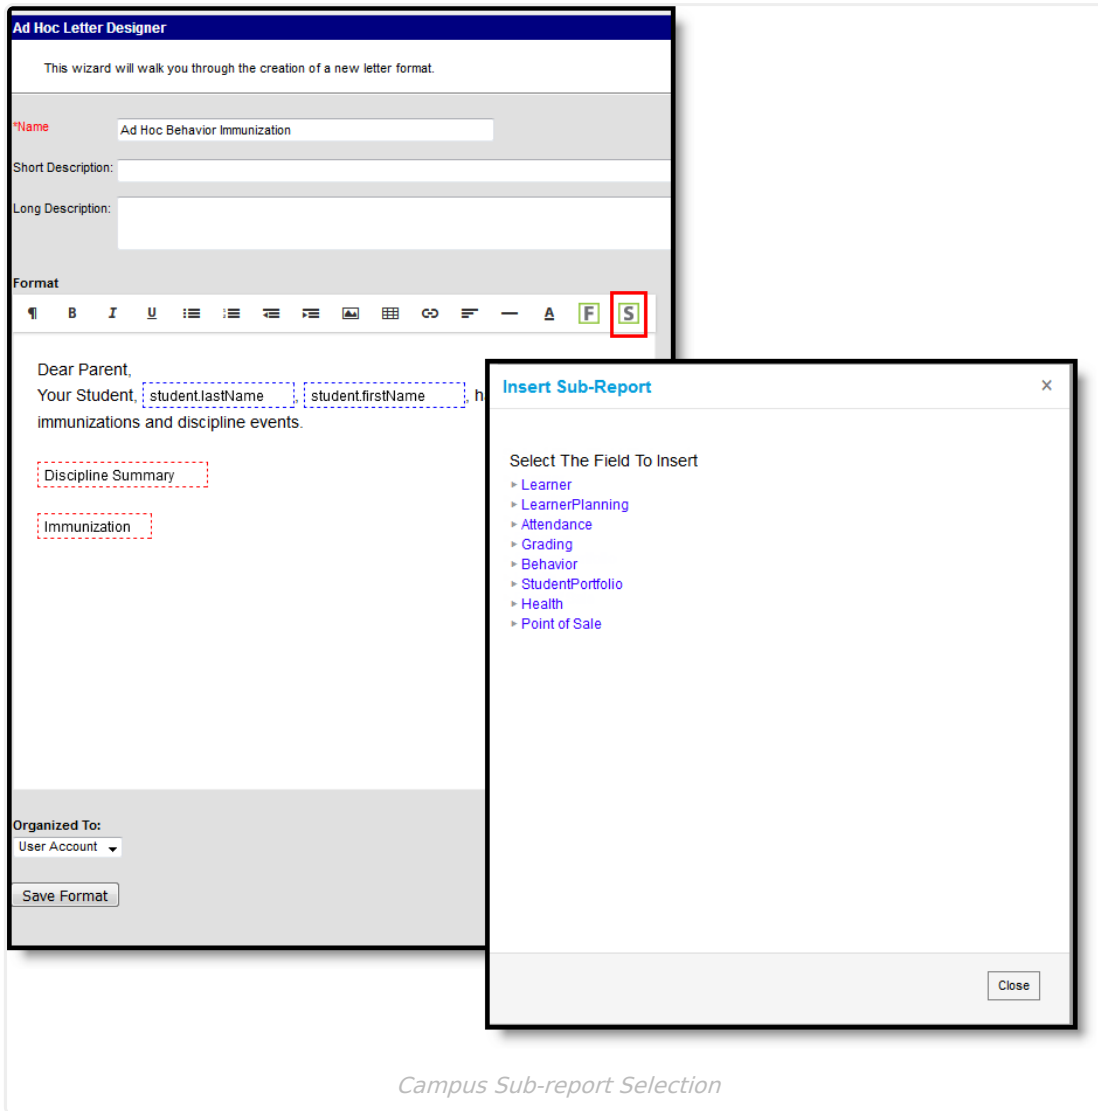 Ad Hoc Letter Designer
This wizard will walk you through the creation of a new letter format.
*Name
Ad Hoc Behavior Immunization
Short Description:
Long Description:
Format
¶ B I U A F S
Dear Parent,
Your Student, student.lastName , student.firstName , h
immunizations and discipline events.
Discipline Summary
Immunization
Organized To:
User Account
Save Format
Insert Sub-Report ×
Select The Field To Insert
Learner
LearnerPlanning
Attendance
Grading
Behavior
StudentPortfolio
Health
Point of Sale
Close
Campus Sub-report Selection